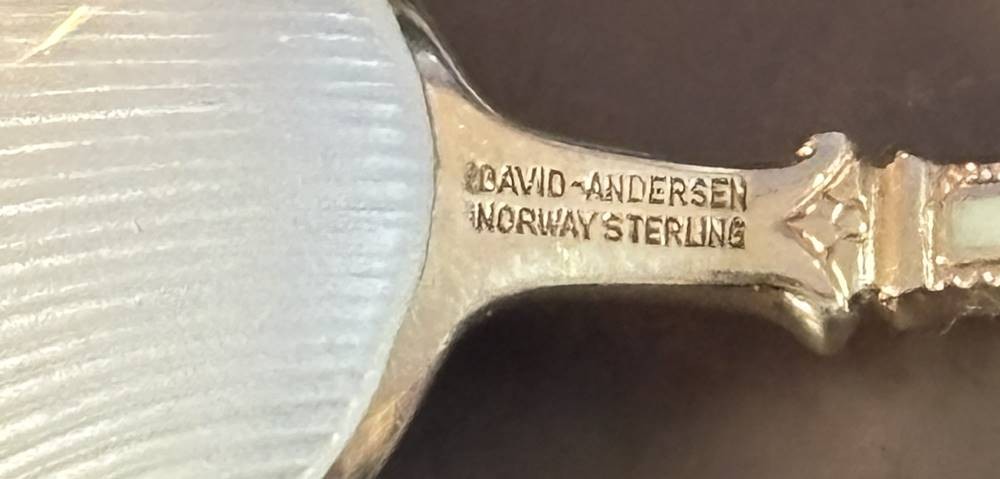 DAVID-ANDERSEN
NORWAY STERLING